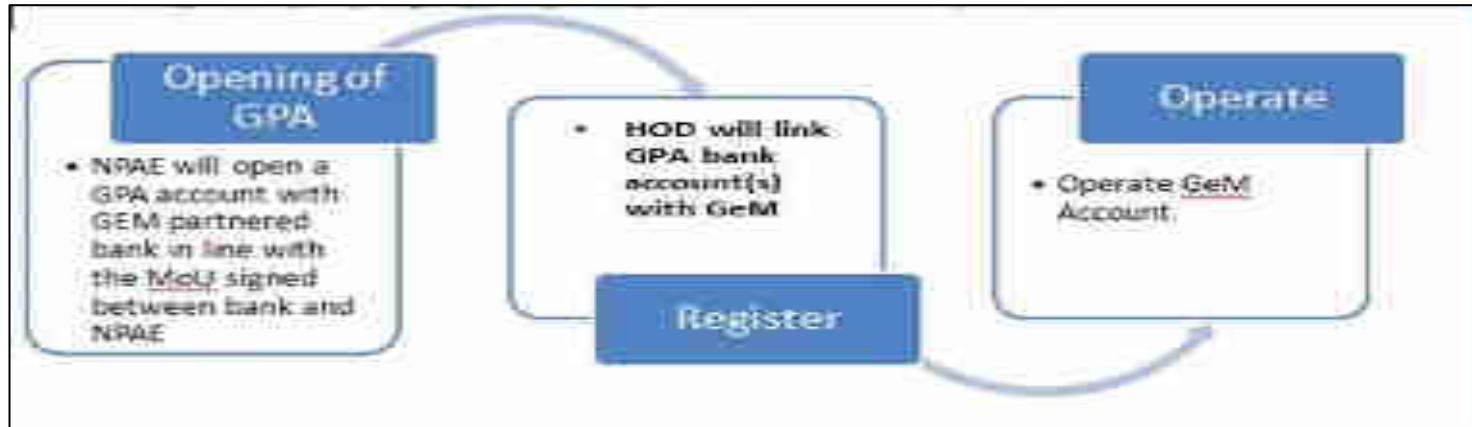 Opening of
GPA
• NPAE will open a
GPA account with
GEM partnered
bank in line with
the MoU signed
between bank and
NPAE
• HOD will link
GPA bank
account(s)
with GeM
Register
Operate
• Operate GeM
Account.